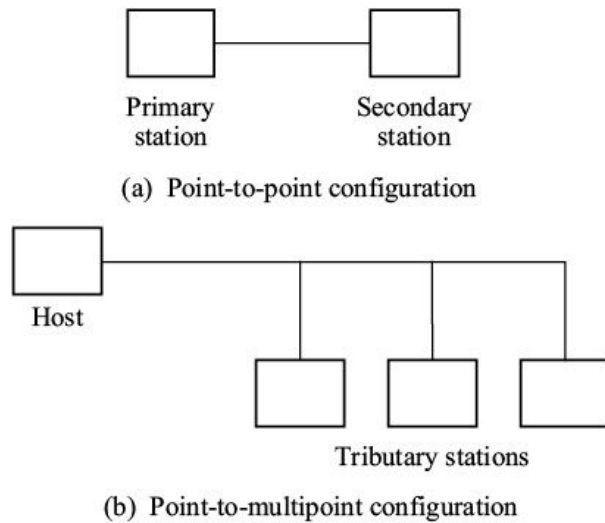 Primary
station
Secondary
station
(a) Point-to-point configuration
Host
Tributary stations
(b) Point-to-multipoint configuration